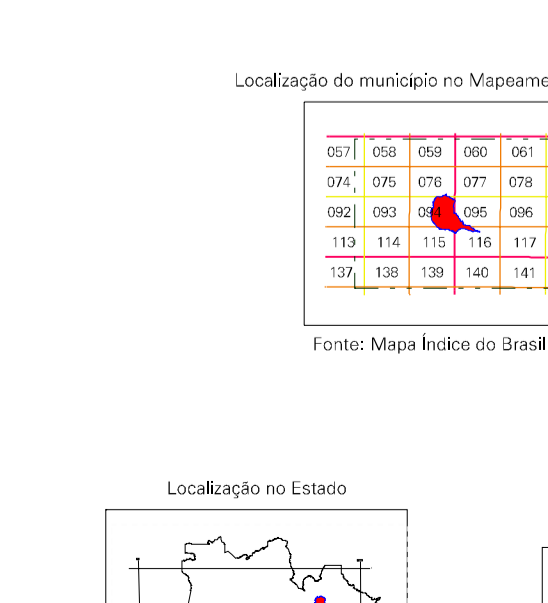 Localização do município no Mapeame
057 058 059 060 061
074 075 076 077 078
092 093 094 095 096
113 114 115 116 117
137 138 139 140 141
Fonte: Mapa Índice do Brasil
Localização no Estado